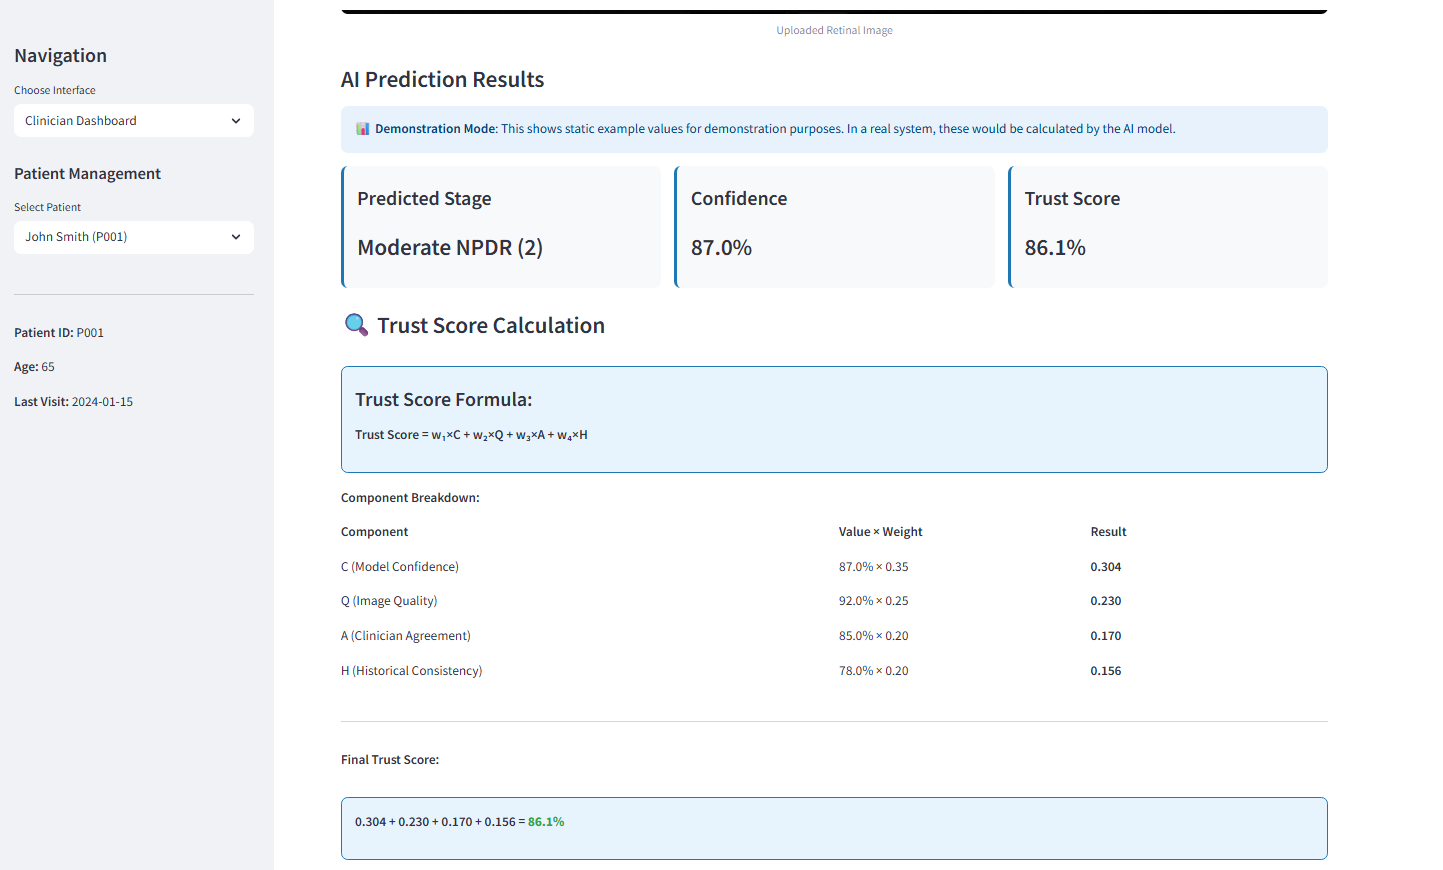 Navigation
Choose Interface
Clinician Dashboard
Patient Management
Select Patient
John Smith (P001)
Patient ID: P001
Age: 65
Last Visit: 2024-01-15
Uploaded Retinal Image
AI Prediction Results
Demonstration Mode: This shows static example values for demonstration purposes. In a real system, these would be calculated by the AI model.
Predicted Stage
Moderate NPDR (2)
Confidence
87.0%
Trust Score
86.1%
Trust Score Calculation
Trust Score Formula:
Trust Score = w₁×C + w₂×Q + w₃×A + w₄×H
Component Breakdown:
Component Value × Weight Result
C (Model Confidence) 87.0% × 0.35 0.304
Q (Image Quality) 92.0% × 0.25 0.230
A (Clinician Agreement) 85.0% × 0.20 0.170
H (Historical Consistency) 78.0% × 0.20 0.156
Final Trust Score:
0.304 + 0.230 + 0.170 + 0.156 = 86.1%